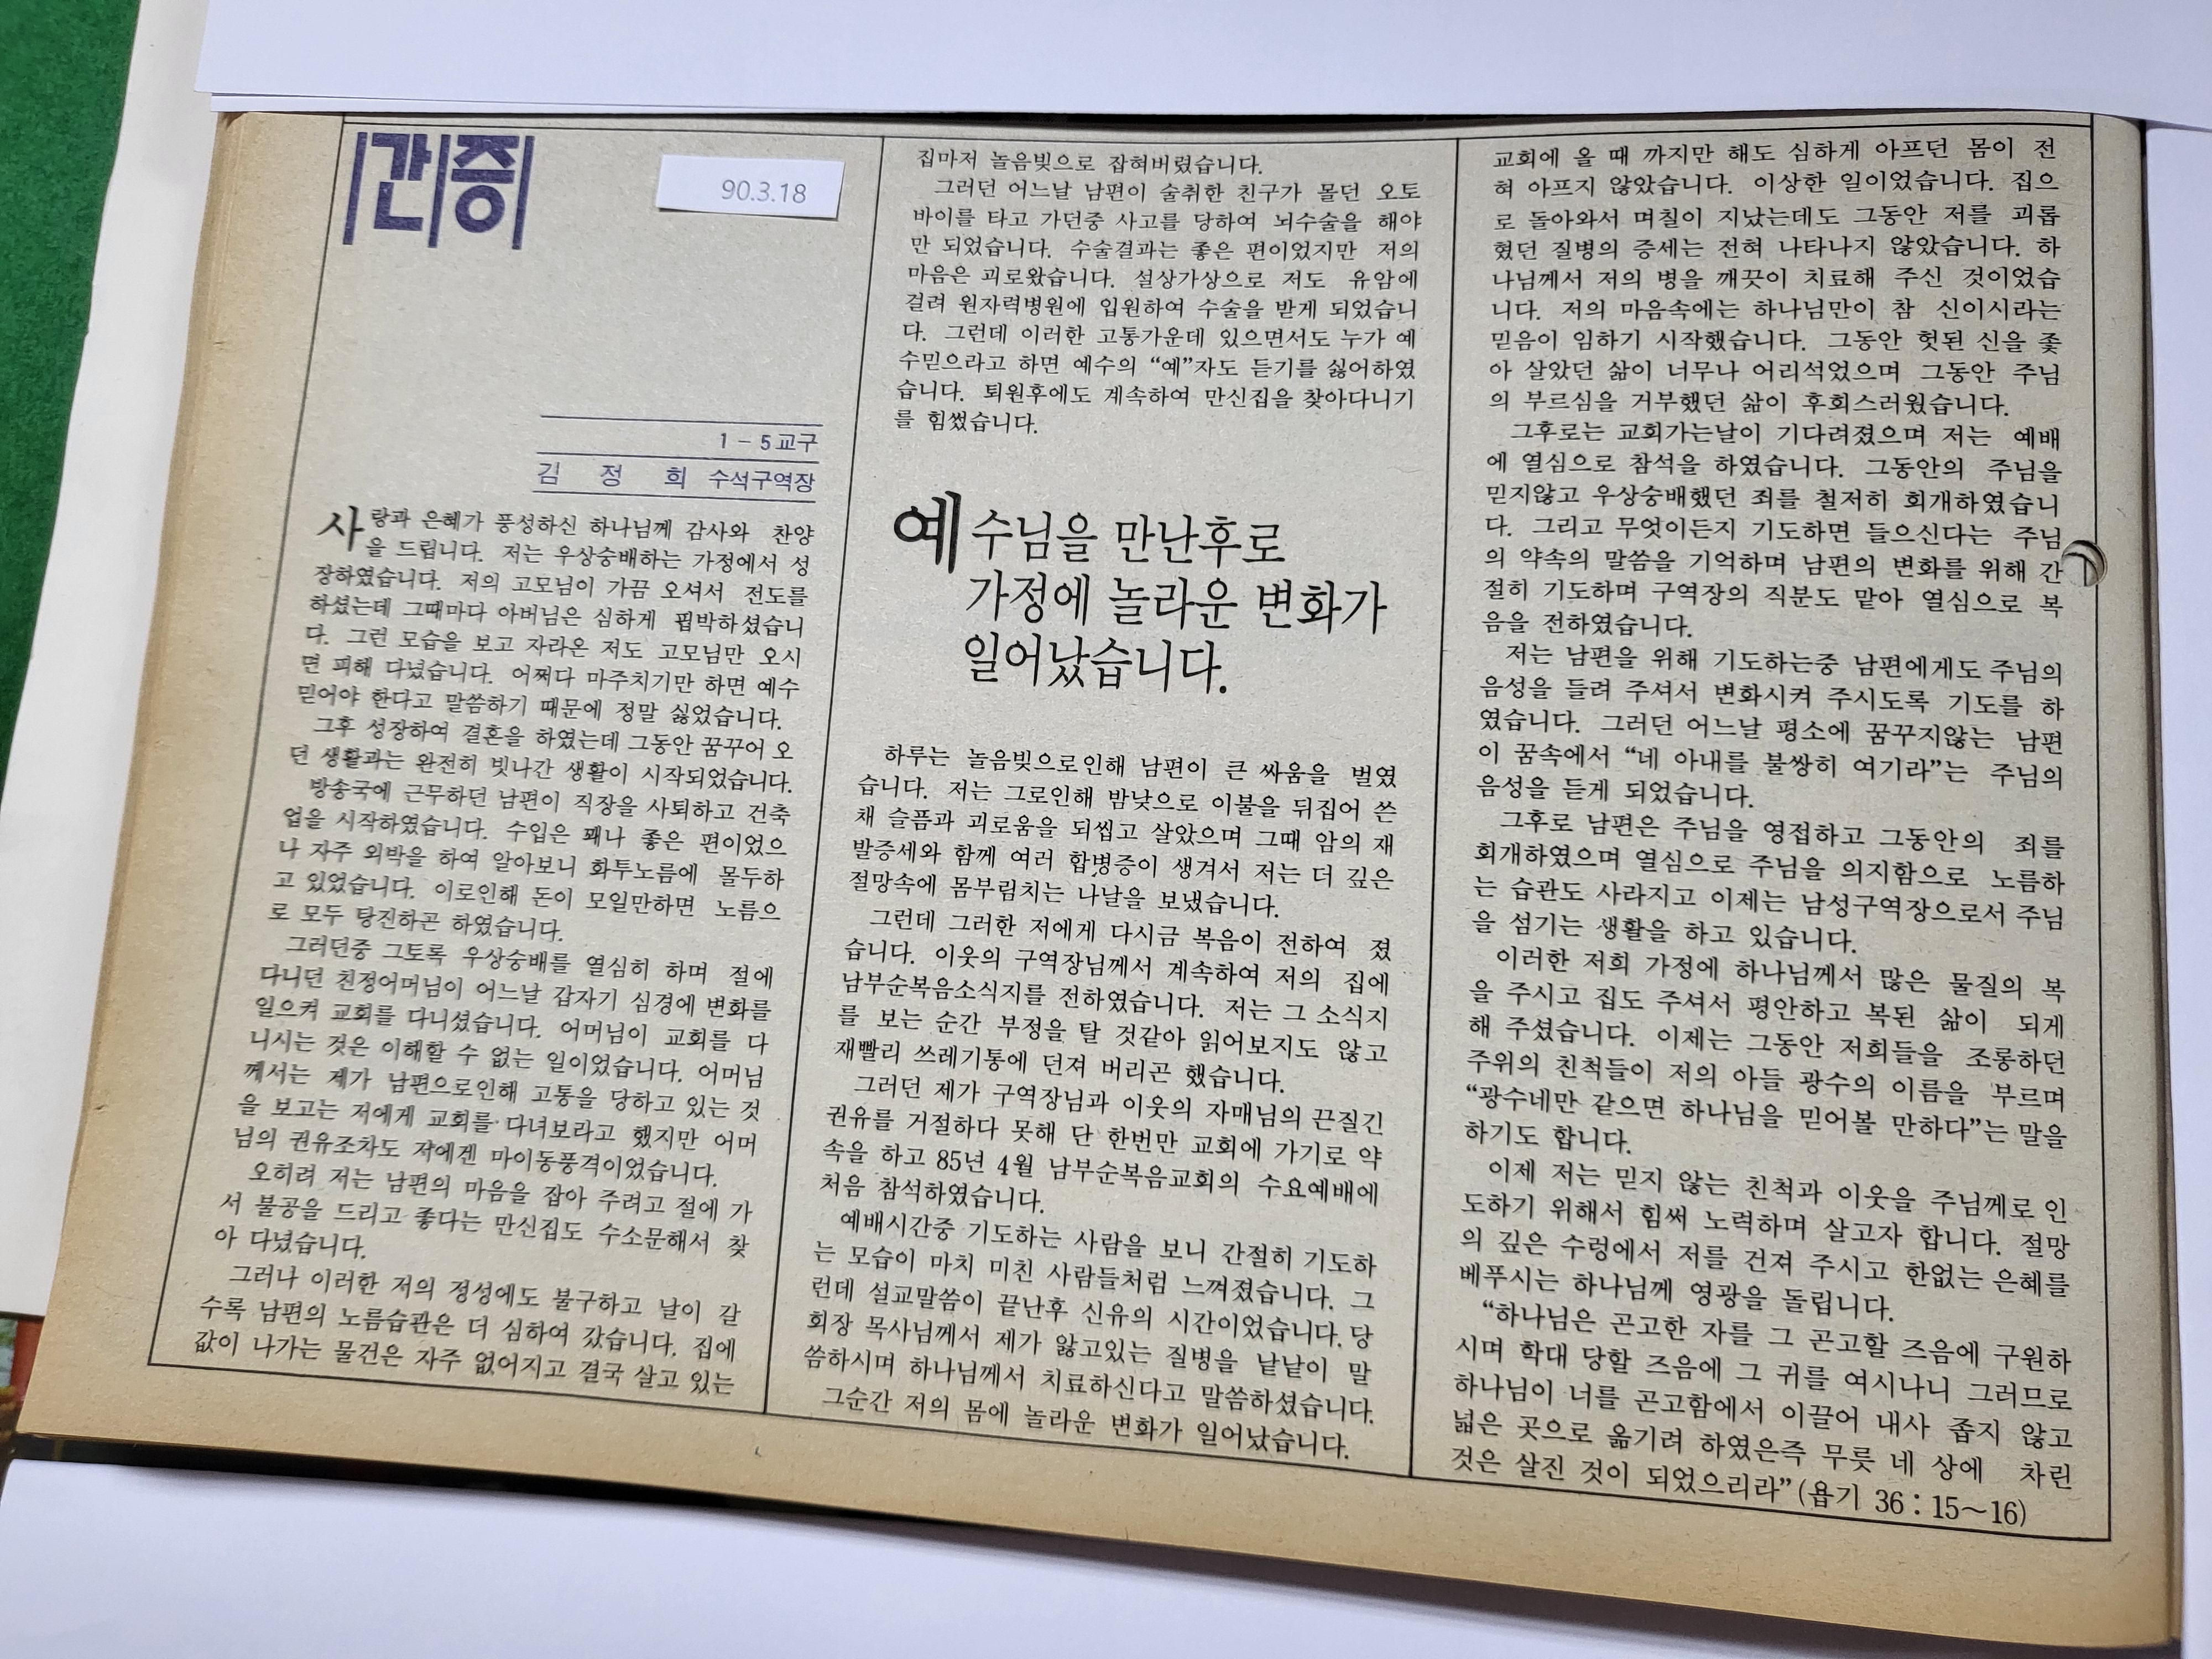 간증
90.3.18
1－5교구
김 정 희 수석구역장
사랑과 은혜가 풍성하신 하나님께 감사와 찬양
을 드립니다. 저는 우상숭배하는 가정에서 성
장하였습니다. 저의 고모님이 가끔 오셔서 전도를
하셨는데 그때마다 아버님은 심하게 핍박하셨습니
다. 그런 모습을 보고 자라온 저도 고모님만 오시
면 피해 다녔습니다. 어쩌다 마주치기만 하면 예수
믿어야 한다고 말씀하기 때문에 정말 싫었습니다.
그후 성장하여 결혼을 하였는데 그동안 꿈꾸어 오
던 생활과는 완전히 빗나간 생활이 시작되었습니다.
방송국에 근무하던 남편이 직장을 사퇴하고 건축
업을 시작하였습니다. 수입은 꽤나 좋은 편이었으
나 자주 외박을 하여 알아보니 화투노름에 몰두하
고 있었습니다. 이로인해 돈이 모일만하면 노름으
로 모두 탕진하곤 하였습니다.
그러던중 그토록 우상숭배를 열심히 하며 절에
다니던 친정어머님이 어느날 갑자기 심경에 변화를
일으켜 교회를 다니셨습니다. 어머님이 교회를 다
니시는 것은 이해할 수 없는 일이었습니다. 어머님
께서는 제가 남편으로인해 고통을 당하고 있는 것
을 보고는 저에게 교회를 다녀보라고 했지만 어머
님의 권유조차도 저에겐 마이동풍격이었습니다.
오히려 저는 남편의 마음을 잡아 주려고 절에 가
서 불공을 드리고 좋다는 만신집도 수소문해서 찾
아 다녔습니다.
그러나 이러한 저의 정성에도 불구하고 날이 갈
수록 남편의 노름습관은 더 심하여 갔습니다. 집에
값이 나가는 물건은 자주 없어지고 결국 살고 있는
집마저 놀음빚으로 잡혀버렸습니다.
그러던 어느날 남편이 술취한 친구가 몰던 오토
바이를 타고 가던중 사고를 당하여 뇌수술을 해야
만 되었습니다. 수술결과는 좋은 편이었지만 저의
마음은 괴로왔습니다. 설상가상으로 저도 유암에
걸려 원자력병원에 입원하여 수술을 받게 되었습니
다. 그런데 이러한 고통가운데 있으면서도 누가 예
수믿으라고 하면 예수의 “예”자도 듣기를 싫어하였
습니다. 퇴원후에도 계속하여 만신집을 찾아다니기
를 힘썼습니다.
예수님을 만난후로
가정에 놀라운 변화가
일어났습니다.
하루는 놀음빚으로인해 남편이 큰 싸움을 벌였
습니다. 저는 그로인해 밤낮으로 이불을 뒤집어 쓴
채 슬픔과 괴로움을 되씹고 살았으며 그때 암의 재
발증세와 함께 여러 합병증이 생겨서 저는 더 깊은
절망속에 몸부림치는 나날을 보냈습니다.
그런데 그러한 저에게 다시금 복음이 전하여 졌
습니다. 이웃의 구역장님께서 계속하여 저의 집에
남부순복음소식지를 전하였습니다. 저는 그 소식지
를 보는 순간 부정을 탈 것같아 읽어보지도 않고
재빨리 쓰레기통에 던져 버리곤 했습니다.
그러던 제가 구역장님과 이웃의 자매님의 끈질긴
권유를 거절하다 못해 단 한번만 교회에 가기로 약
속을 하고 85년 4월 남부순복음교회의 수요예배에
처음 참석하였습니다.
예배시간중 기도하는 사람을 보니 간절히 기도하
는 모습이 마치 미친 사람들처럼 느껴졌습니다. 그
런데 설교말씀이 끝난후 신유의 시간이었습니다. 당
회장 목사님께서 제가 앓고있는 질병을 낱낱이 말
씀하시며 하나님께서 치료하신다고 말씀하셨습니다.
그순간 저의 몸에 놀라운 변화가 일어났습니다.
교회에 올 때 까지만 해도 심하게 아프던 몸이 전
혀 아프지 않았습니다. 이상한 일이었습니다. 집으
로 돌아와서 며칠이 지났는데도 그동안 저를 괴롭
혔던 질병의 증세는 전혀 나타나지 않았습니다. 하
나님께서 저의 병을 깨끗이 치료해 주신 것이었습
니다. 저의 마음속에는 하나님만이 참 신이시라는
믿음이 임하기 시작했습니다. 그동안 헛된 신을 좇
아 살았던 삶이 너무나 어리석었으며 그동안 주님
의 부르심을 거부했던 삶이 후회스러웠습니다.
그후로는 교회가는날이 기다려졌으며 저는 예배
에 열심으로 참석을 하였습니다. 그동안의 주님을
믿지않고 우상숭배했던 죄를 철저히 회개하였습니
다. 그리고 무엇이든지 기도하면 들으신다는 주님
의 약속의 말씀을 기억하며 남편의 변화를 위해 간
절히 기도하며 구역장의 직분도 맡아 열심으로 복
음을 전하였습니다.
저는 남편을 위해 기도하는중 남편에게도 주님의
음성을 들려 주셔서 변화시켜 주시도록 기도를 하
였습니다. 그러던 어느날 평소에 꿈꾸지않는 남편
이 꿈속에서 “네 아내를 불쌍히 여기라”는 주님의
음성을 듣게 되었습니다.
그후로 남편은 주님을 영접하고 그동안의 죄를
회개하였으며 열심으로 주님을 의지함으로 노름하
는 습관도 사라지고 이제는 남성구역장으로서 주님
을 섬기는 생활을 하고 있습니다.
이러한 저희 가정에 하나님께서 많은 물질의 복
을 주시고 집도 주셔서 평안하고 복된 삶이 되게
해 주셨습니다. 이제는 그동안 저희들을 조롱하던
주위의 친척들이 저의 아들 광수의 이름을 부르며
“광수네만 같으면 하나님을 믿어볼 만하다”는 말을
하기도 합니다.
이제 저는 믿지 않는 친척과 이웃을 주님께로 인
도하기 위해서 힘써 노력하며 살고자 합니다. 절망
의 깊은 수렁에서 저를 건져 주시고 한없는 은혜를
베푸시는 하나님께 영광을 돌립니다.
“하나님은 곤고한 자를 그 곤고할 즈음에 구원하
시며 학대 당할 즈음에 그 귀를 여시나니 그러므로
하나님이 너를 곤고함에서 이끌어 내사 좁지 않고
넓은 곳으로 옮기려 하였은즉 무릇 네 상에 차린
것은 살진 것이 되었으리라”(욥기 36：15～16)